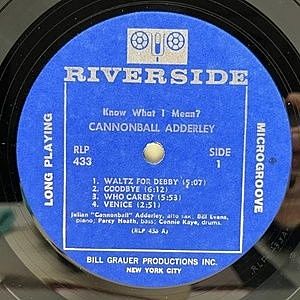 RIVERSIDE
Know What I Mean?
CANNONBALL ADDERLEY
RLP
433
SIDE
1
LONG PLAYING
MICROGROOVE
1. WALTZ FOR DEBBY (5:07)
2. GOODBYE (6:12)
3. WHO CARES? (5:53)
4. VENICE (2:51)
Julian "Cannonball" Adderley, alto sax; Bill Evans,
piano; Percy Heath, bass; Connie Kaye, drums.
(RLP 433 A)
BILL GRAUER PRODUCTIONS INC.
NEW YORK CITY